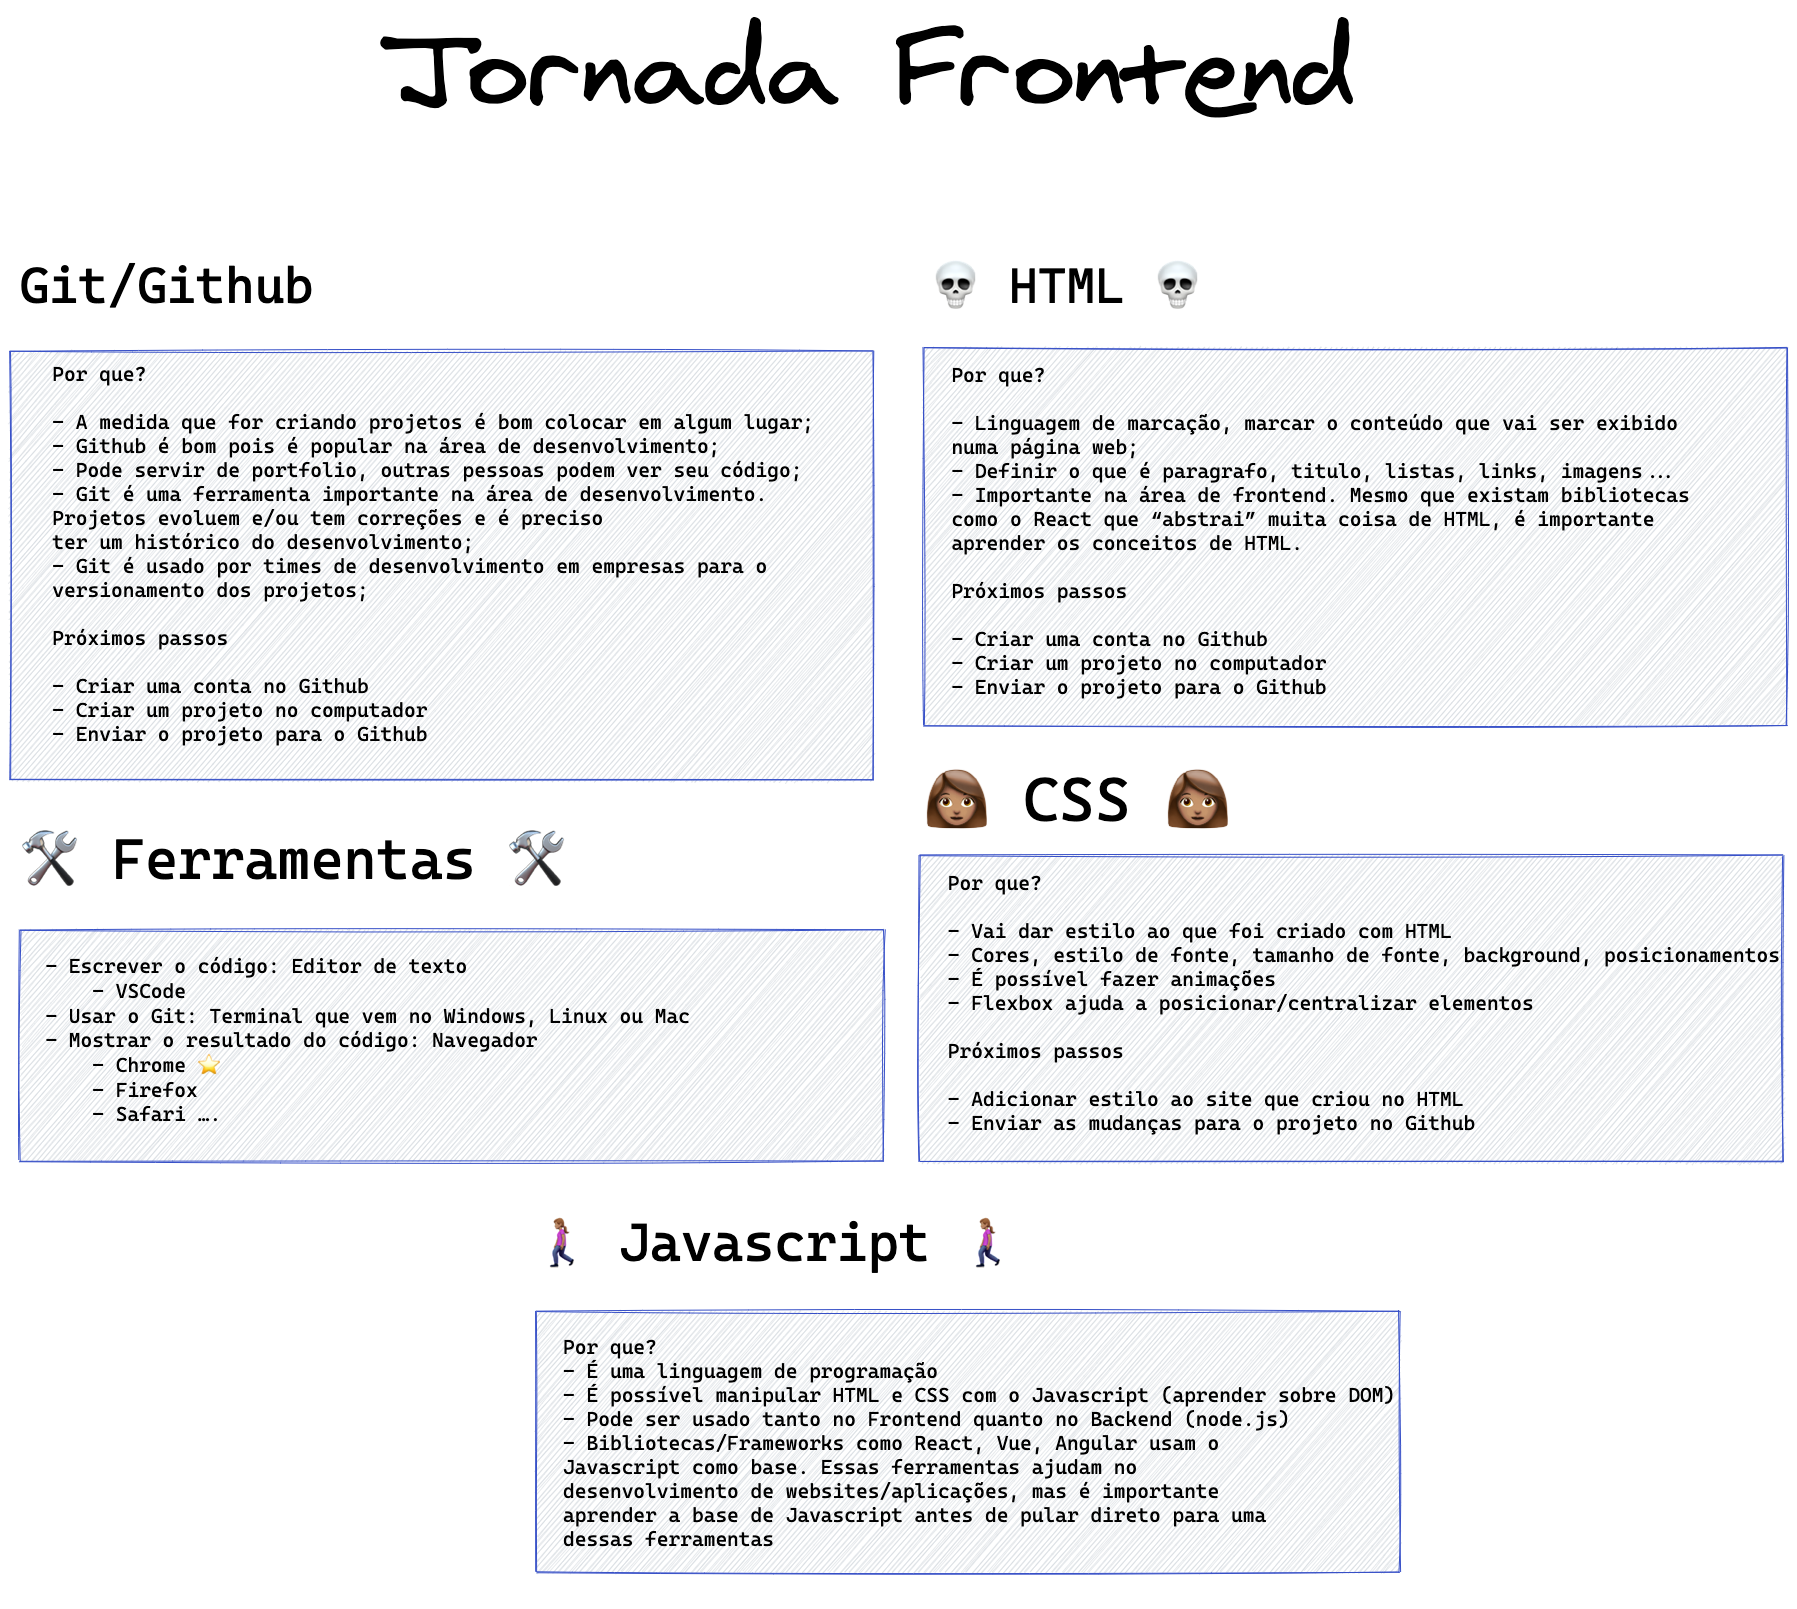 Jornada Frontend
Git/Github
Por que?
- A medida que for criando projetos é bom colocar em algum lugar;
- Github é bom pois é popular na área de desenvolvimento;
- Pode servir de portfolio, outras pessoas podem ver seu código;
- Git é uma ferramenta importante na área de desenvolvimento.
Projetos evoluem e/ou tem correções e é preciso
ter um histórico do desenvolvimento;
- Git é usado por times de desenvolvimento em empresas para o
versionamento dos projetos;
Próximos passos
- Criar uma conta no Github
- Criar um projeto no computador
- Enviar o projeto para o Github
🛠️ Ferramentas 🛠️
- Escrever o código: Editor de texto
- VSCode
- Usar o Git: Terminal que vem no Windows, Linux ou Mac
- Mostrar o resultado do código: Navegador
- Chrome ⭐
- Firefox
- Safari ….
💀 HTML 💀
Por que?
- Linguagem de marcação, marcar o conteúdo que vai ser exibido
numa página web;
- Definir o que é paragrafo, titulo, listas, links, imagens...
- Importante na área de frontend. Mesmo que existam bibliotecas
como o React que “abstrai” muita coisa de HTML, é importante
aprender os conceitos de HTML.
Próximos passos
- Criar uma conta no Github
- Criar um projeto no computador
- Enviar o projeto para o Github
👩🏽 CSS 👩🏽
Por que?
- Vai dar estilo ao que foi criado com HTML
- Cores, estilo de fonte, tamanho de fonte, background, posicionamentos
- É possível fazer animações
- Flexbox ajuda a posicionar/centralizar elementos
Próximos passos
- Adicionar estilo ao site que criou no HTML
- Enviar as mudanças para o projeto no Github
🚶🏽‍♀️ Javascript 🚶🏽‍♀️
Por que?
- É uma linguagem de programação
- É possível manipular HTML e CSS com o Javascript (aprender sobre DOM)
- Pode ser usado tanto no Frontend quanto no Backend (node.js)
- Bibliotecas/Frameworks como React, Vue, Angular usam o
Javascript como base. Essas ferramentas ajudam no
desenvolvimento de websites/aplicações, mas é importante
aprender a base de Javascript antes de pular direto para uma
dessas ferramentas